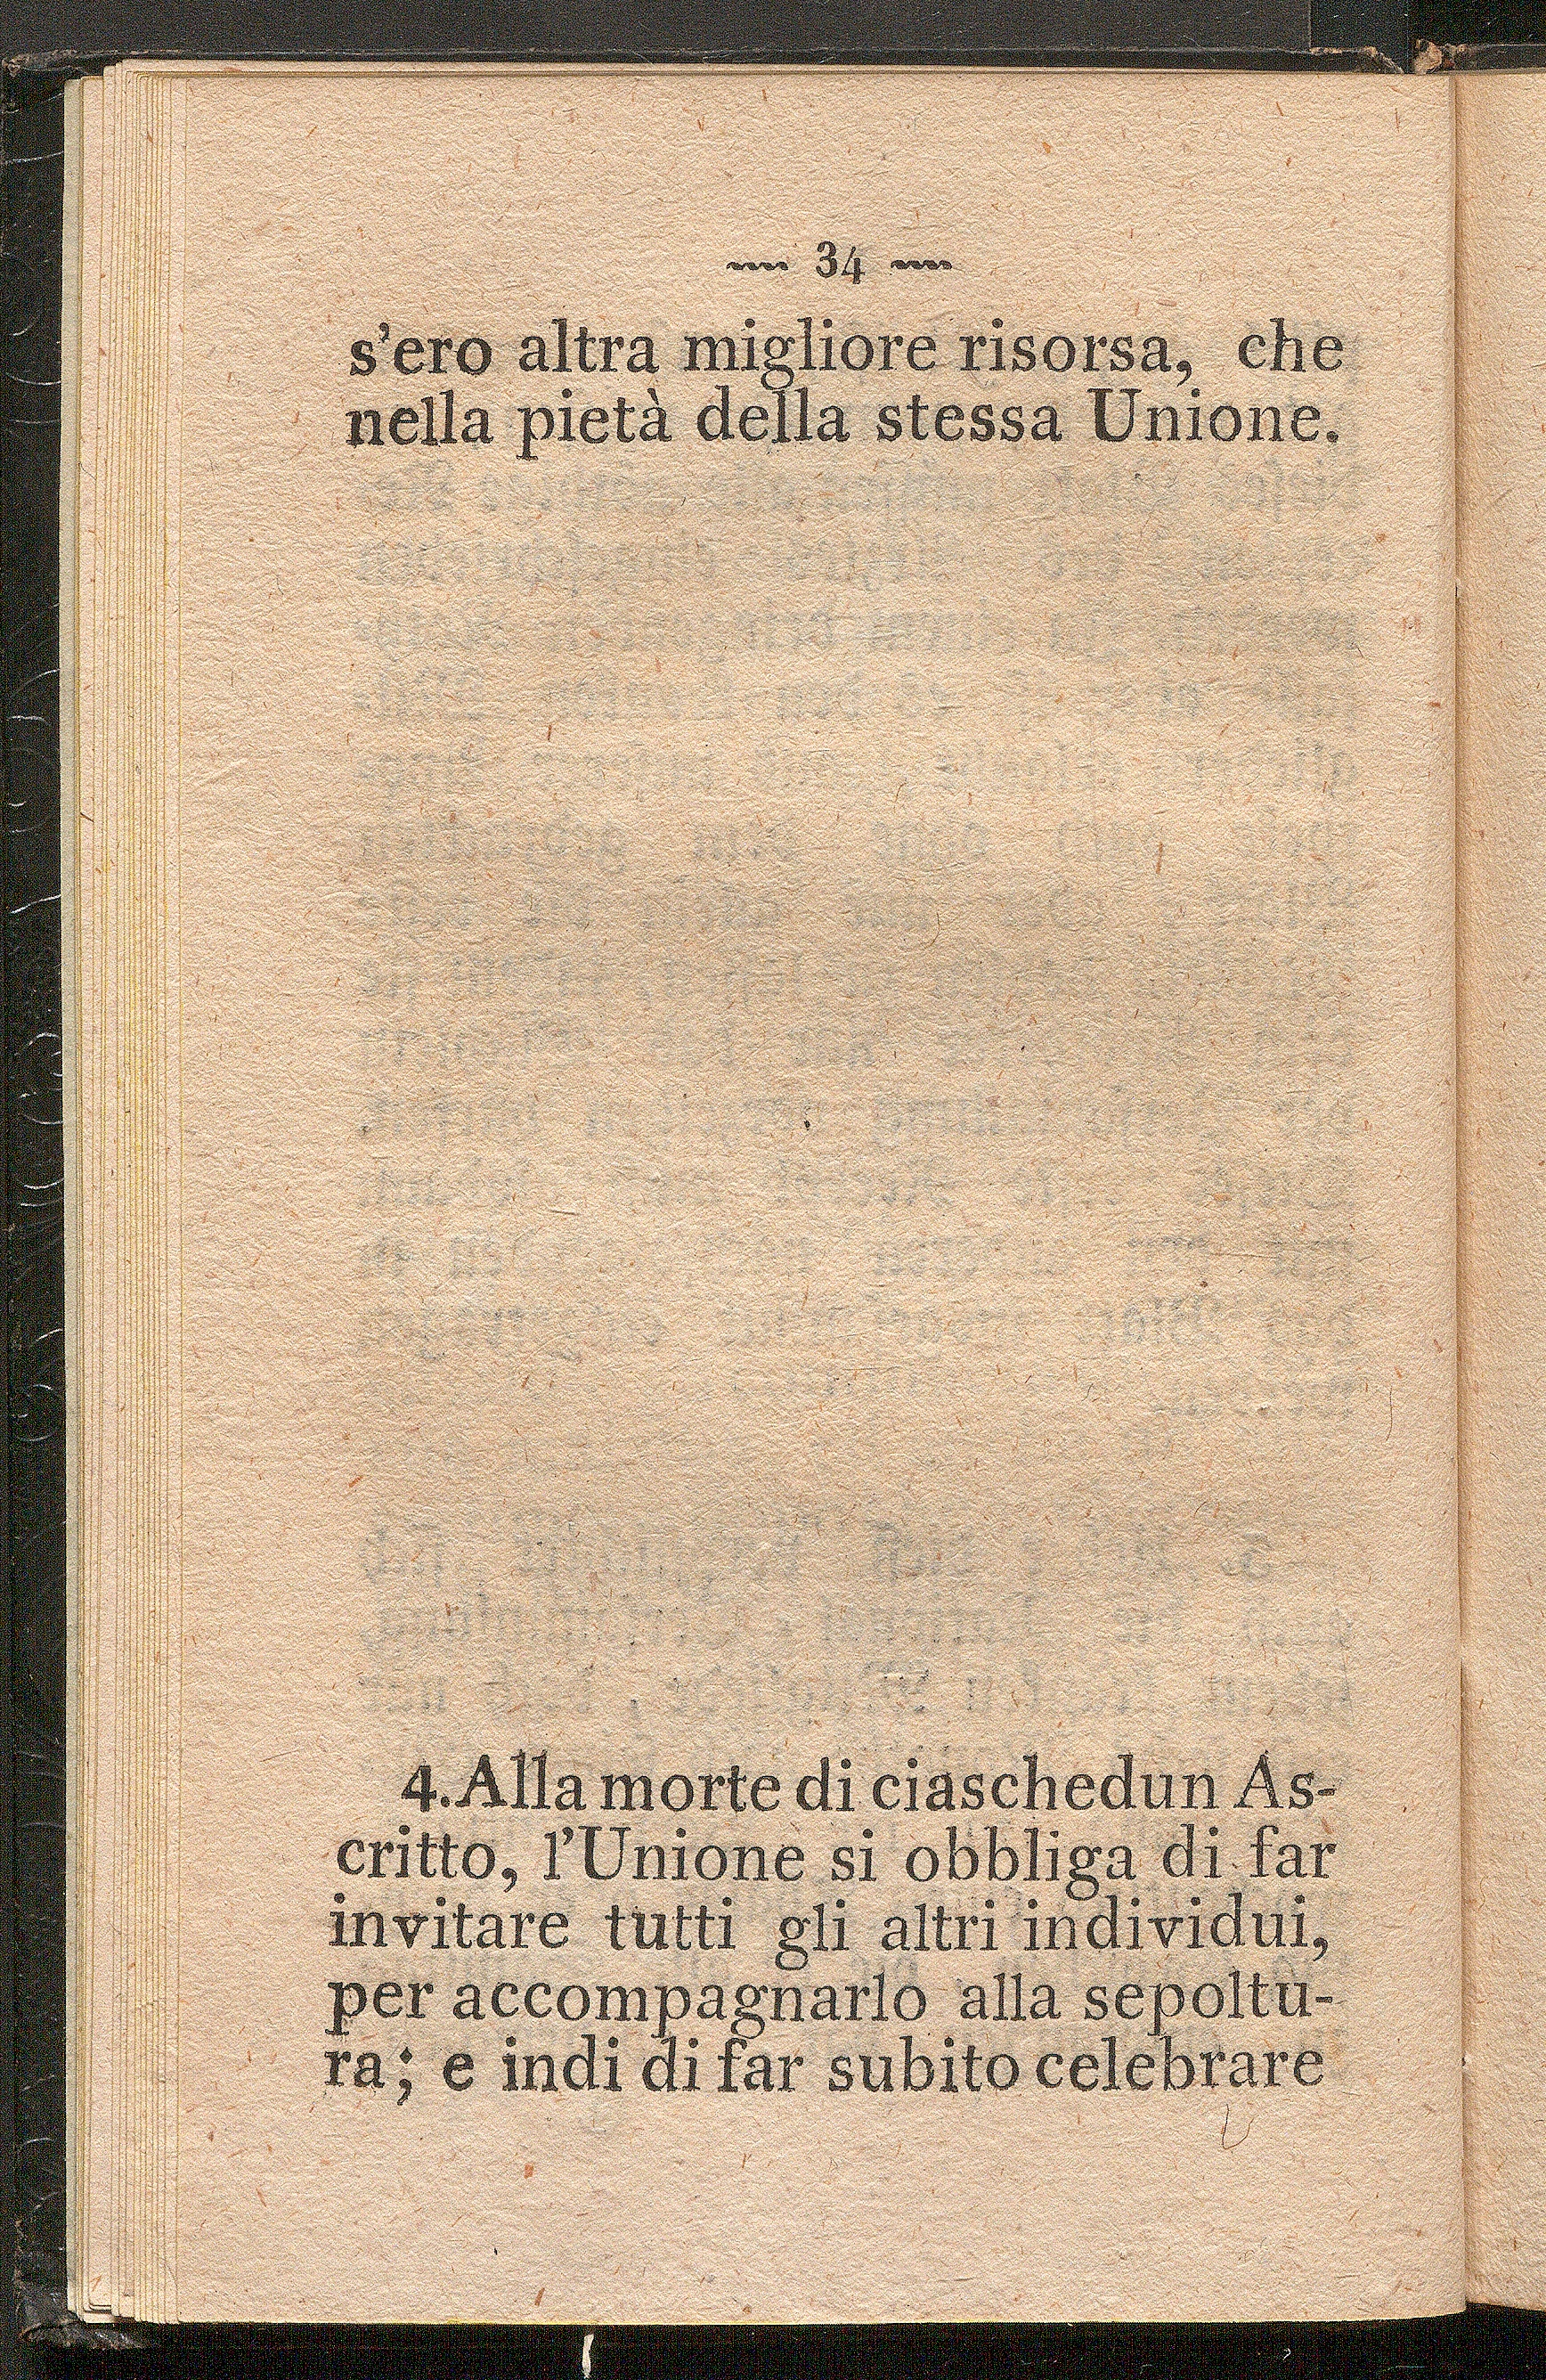 34
s'ero altra migliore risorsa, che
nella pietà della stessa Unione.
4. Alla morte di ciaschedun As-
critto, l'Unione si obbliga di far
invitare tutti gli altri individui,
per accompagnarlo alla sepoltu-
ra; e indi di far subito celebrare